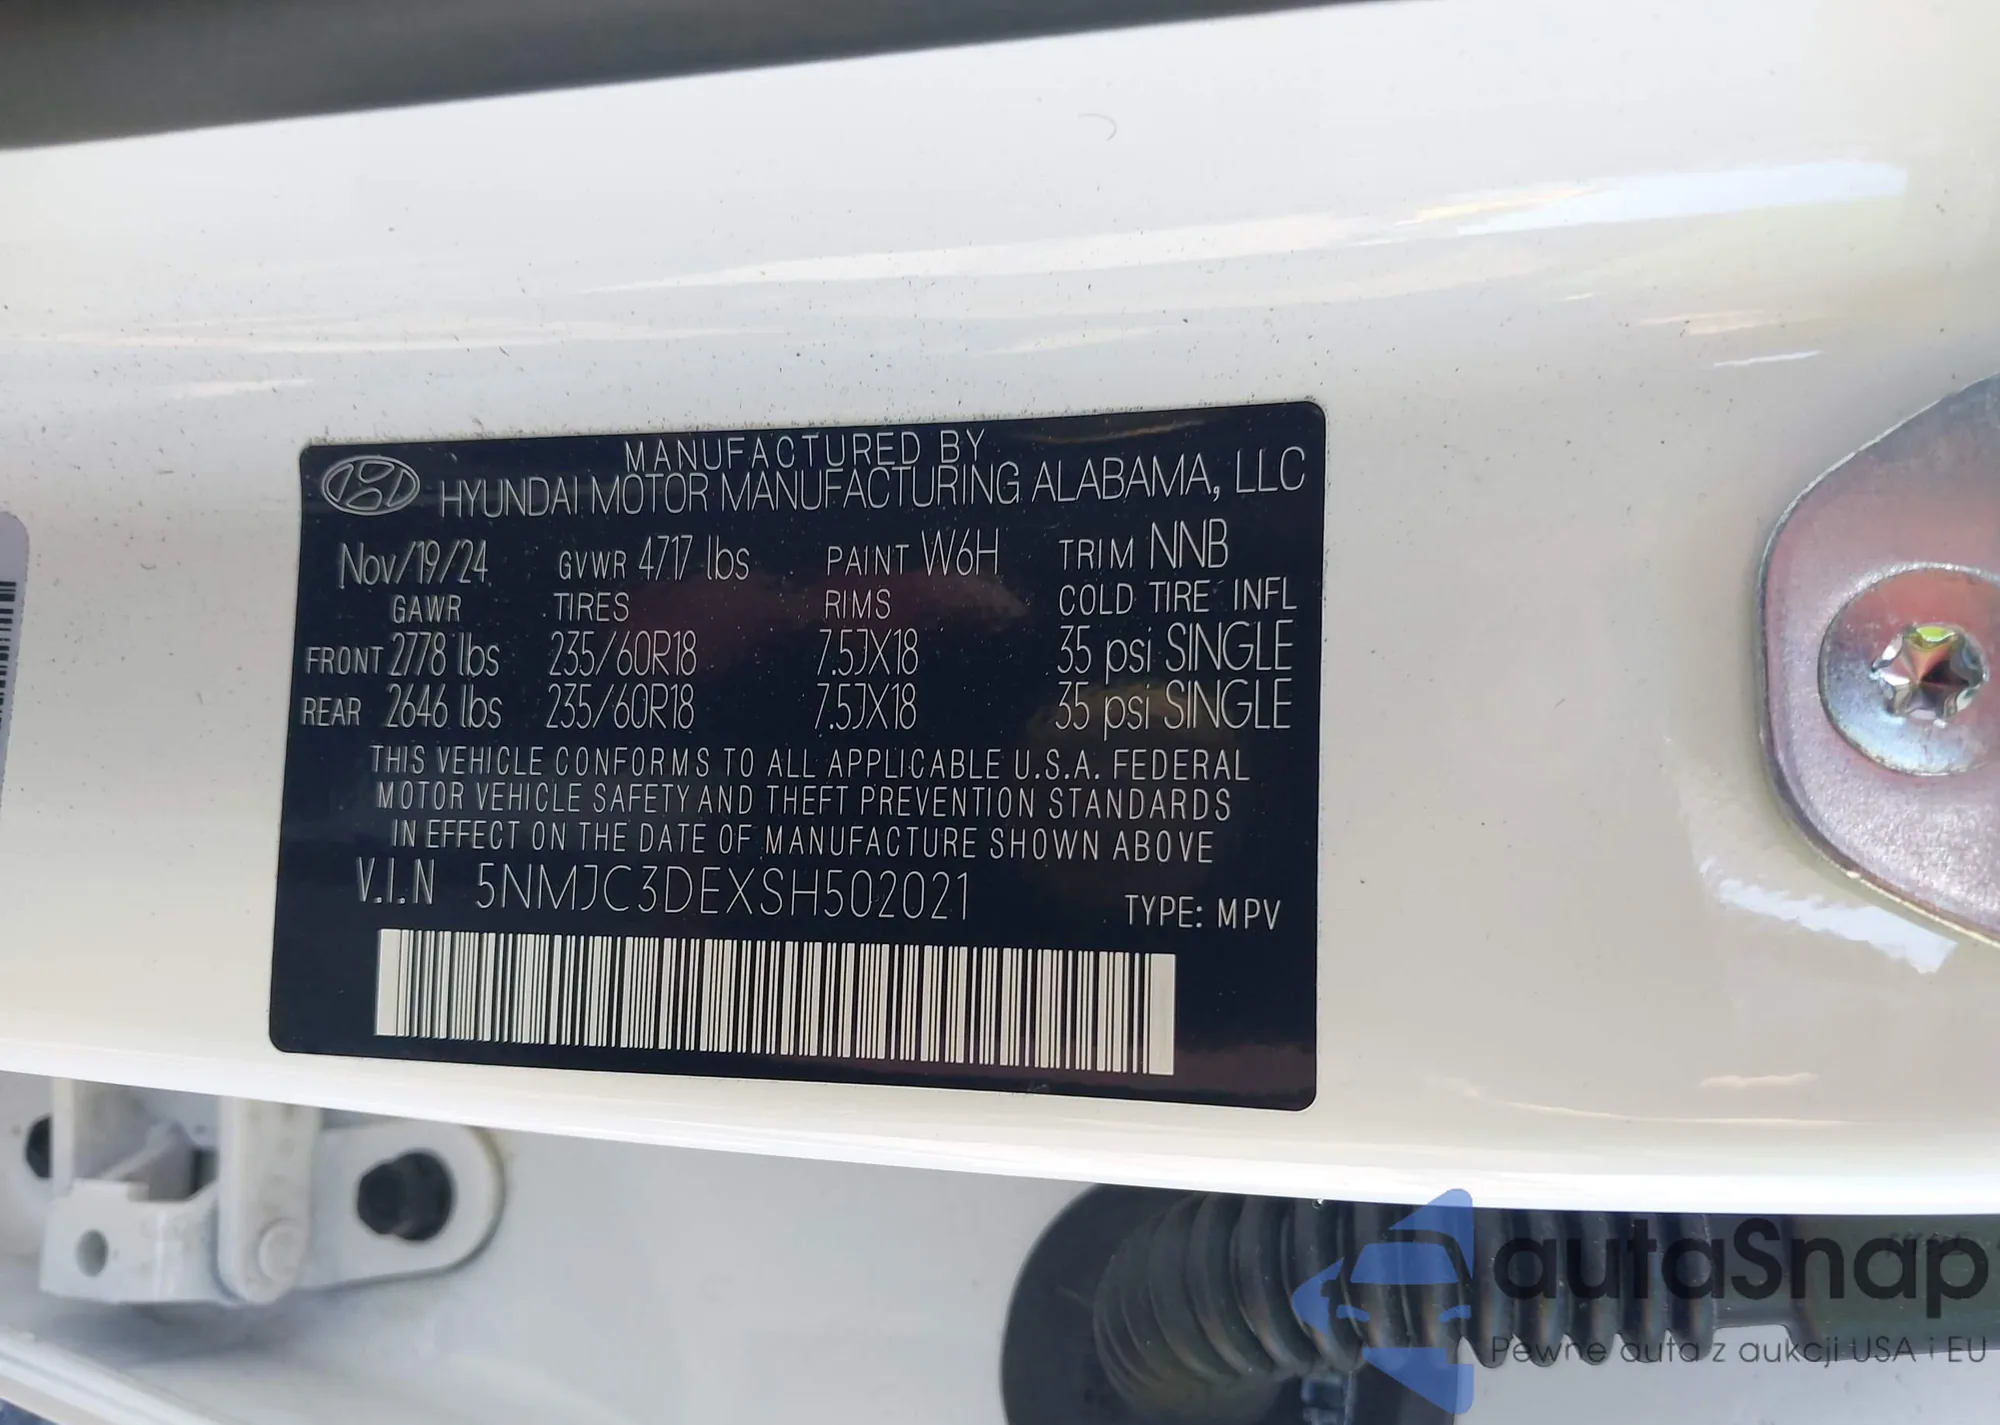 MANUFACTURED BY
HYUNDAI MOTOR MANUFACTURING ALABAMA, LLC
Nov/19/24 GVWR 4717 lbs PAINT W6H TRIM NNB
GAWR TIRES RIMS COLD TIRE INFL
FRONT 2778 lbs 235/60R18 7.5JX18 35 psi SINGLE
REAR 2646 lbs 235/60R18 7.5JX18 35 psi SINGLE
THIS VEHICLE CONFORMS TO ALL APPLICABLE U.S.A. FEDERAL
MOTOR VEHICLE SAFETY AND THEFT PREVENTION STANDARDS
IN EFFECT ON THE DATE OF MANUFACTURE SHOWN ABOVE
V.I.N 5NMJC3DEXSH502021 TYPE: MPV
autaSnap
Pewne auta z aukcji USA i EU